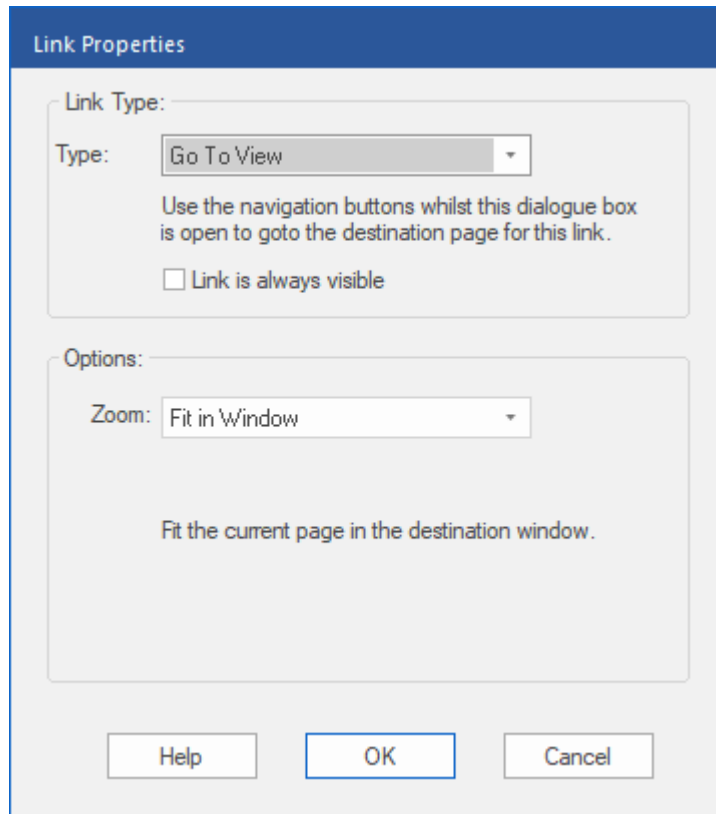 Link Properties
Link Type:
Type: Go To View
Use the navigation buttons whilst this dialogue box
is open to goto the destination page for this link.
Link is always visible
Options:
Zoom: Fit in Window
Fit the current page in the destination window.
Help OK Cancel